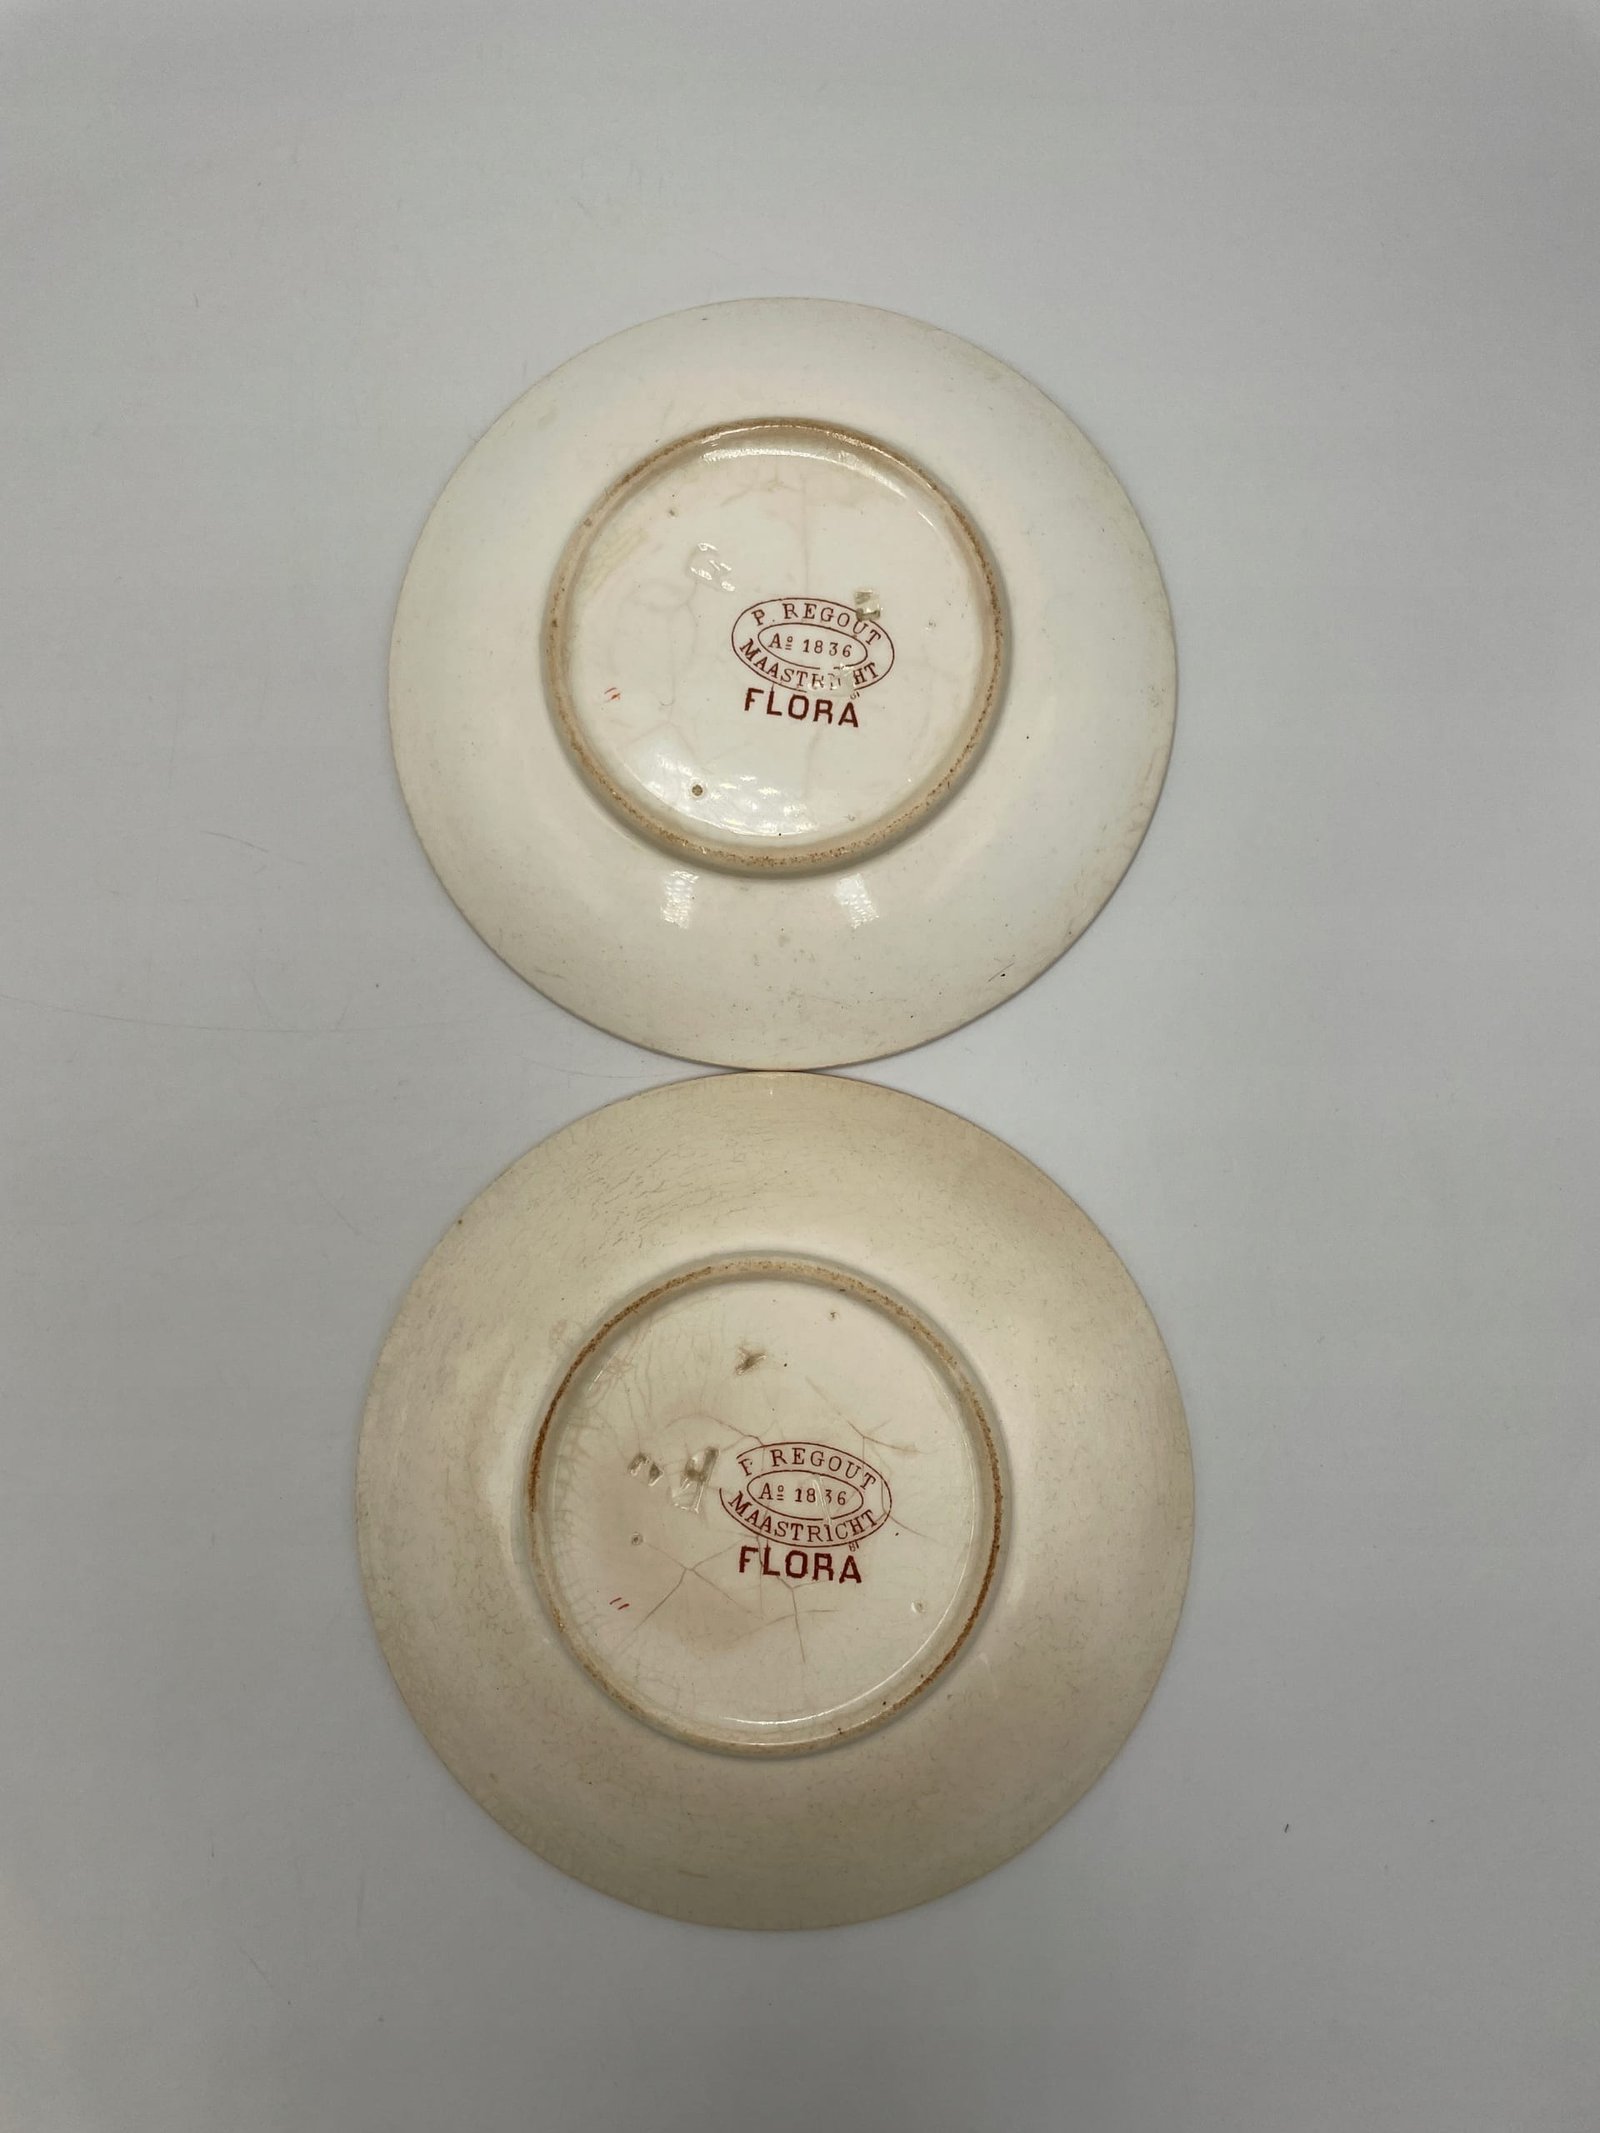 P. REGOUT
Aº 1836
MAASTRICHT
FLORA
P. REGOUT
Aº 1836
MAASTRICHT
FLORA